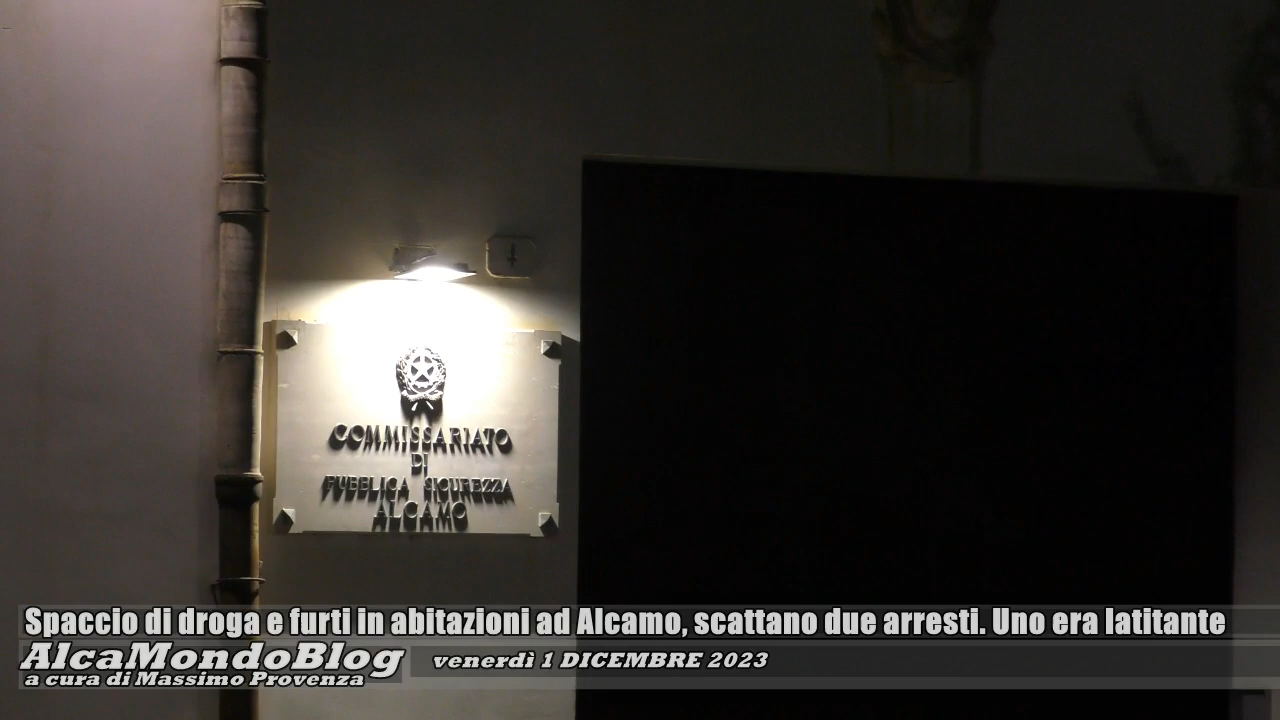 COMMISSARIATO
DI
PUBBLICA SICUREZZA
ALCAMO
Spaccio di droga e furti in abitazioni ad Alcamo, scattano due arresti. Uno era latitante
AlcaMondoBlog
venerdì 1 DICEMBRE 2023
a cura di Massimo Provenza